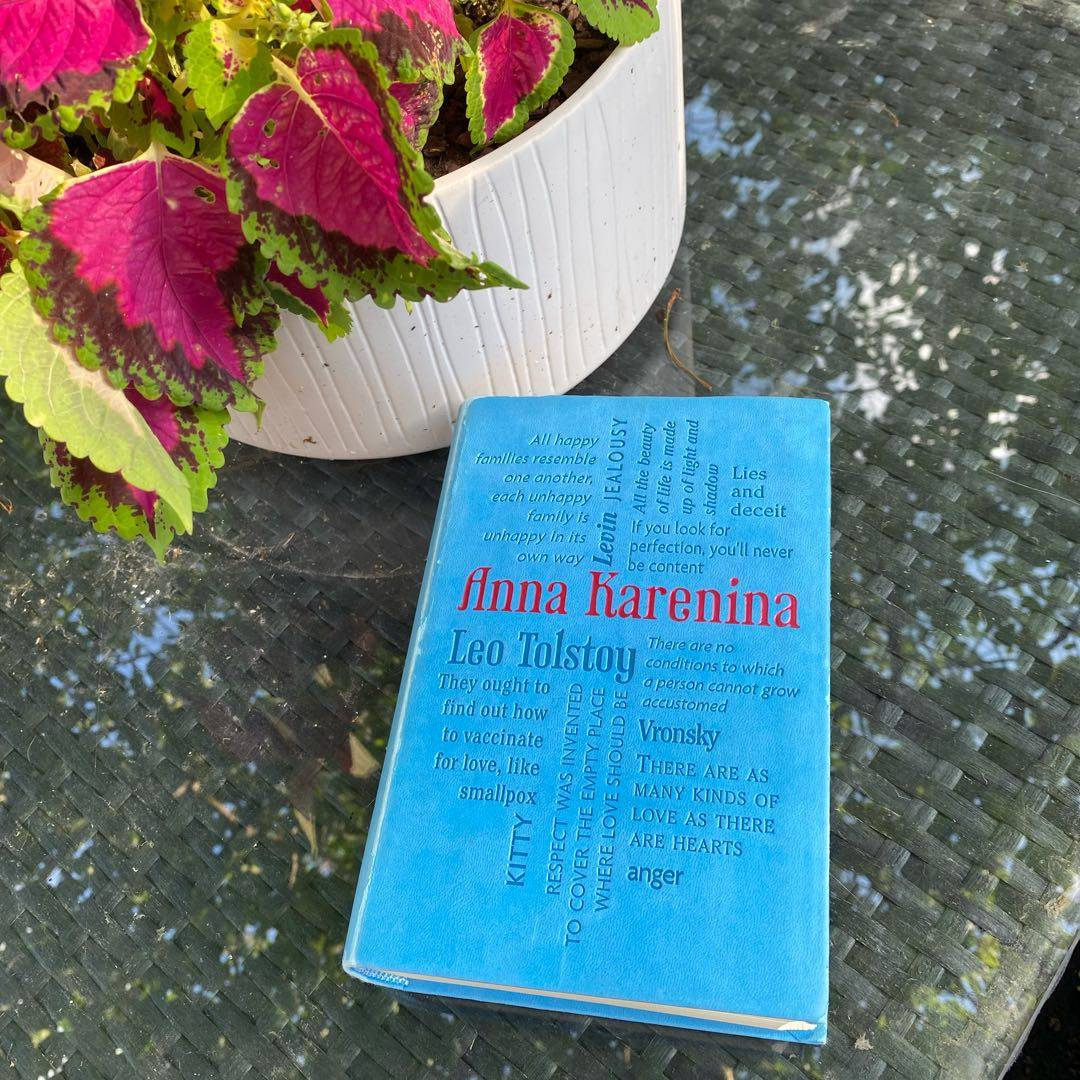 All happy
families resemble
one another,
each unhappy
family is
unhappy in its
own way
Levin
JEALOUSY
All the beauty
of life is made
up of light and
shadow
Lies
and
deceit
If you look for
perfection, you'll never
be content
Anna Karenina
Leo Tolstoy
There are no
conditions to which
a person cannot grow
accustomed
They ought to
find out how
to vaccinate
for love, like
smallpox
KITTY
RESPECT WAS INVENTED
TO COVER THE EMPTY PLACE
WHERE LOVE SHOULD BE
Vronsky
THERE ARE AS
MANY KINDS OF
LOVE AS THERE
ARE HEARTS
anger